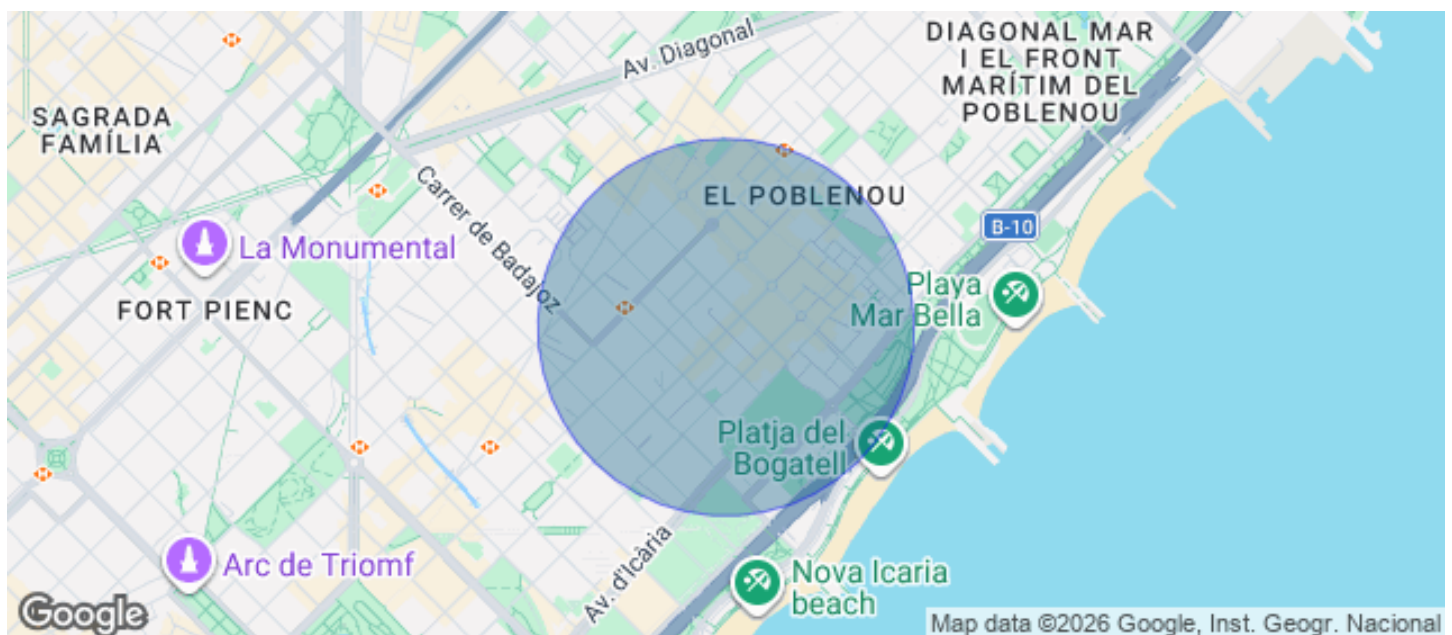 DIAGONAL MAR
I EL FRONT
MARÍTIM DEL
POBLENOU
Av. Diagonal
SAGRADA
FAMÍLIA
Carrer de Badajoz
EL POBLENOU
B-10
La Monumental
Playa
Mar Bella
FORT PIENC
Platja del
Bogatell
Av. d'Icària
Arc de Triomf
Nova Icaria
beach
Google
Map data ©2026 Google, Inst. Geogr. Nacional